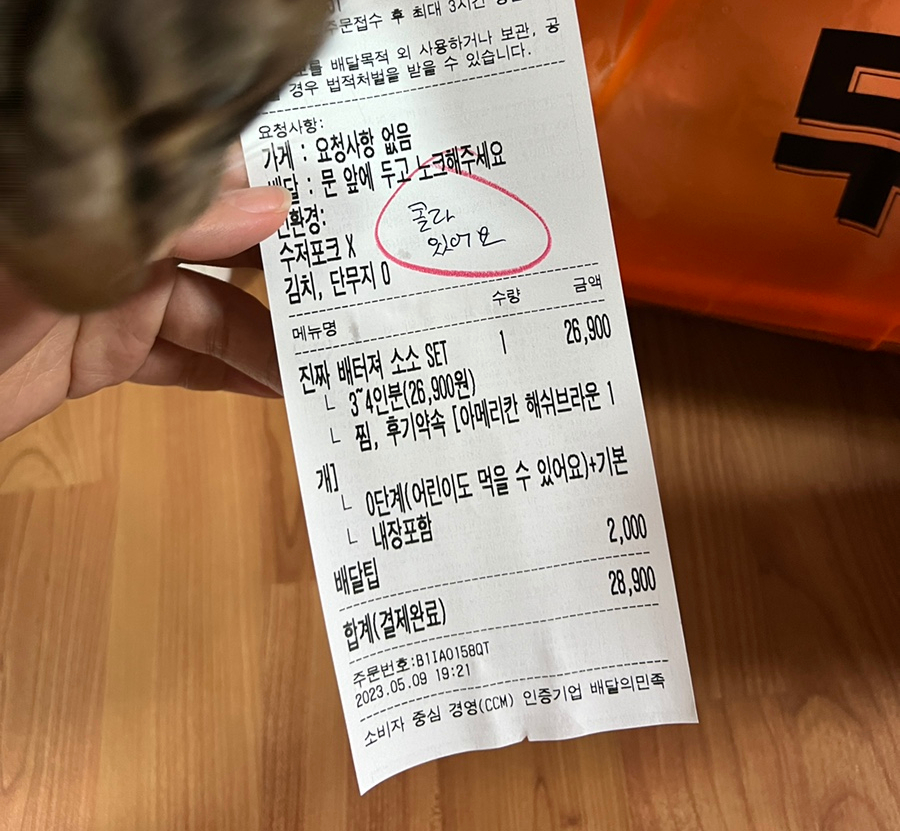 주문접수 후 최대 3시간
배달목적 외 사용하거나 보관, 공
경우 법적처벌을 받을 수 있습니다.
요청사항:
가게 : 요청사항 없음
배달 : 문 앞에 두고 노크해주세요
친환경:
수저포크 X
김치, 단무지 O
콜라
있어요
메뉴명 수량 금액
진짜 배터져 소소 SET 1 26,900
└ 3~4인분(26,900원)
└ 찜, 후기약속 [아메리칸 해쉬브라운 1
개]
└ 0단계(어린이도 먹을 수 있어요)+기본
└ 내장포함
배달팁 2,000
합계(결제완료) 28,900
주문번호:B1IA0158QT
2023.05.09 19:21
소비자 중심 경영(CCM) 인증기업 배달의민족